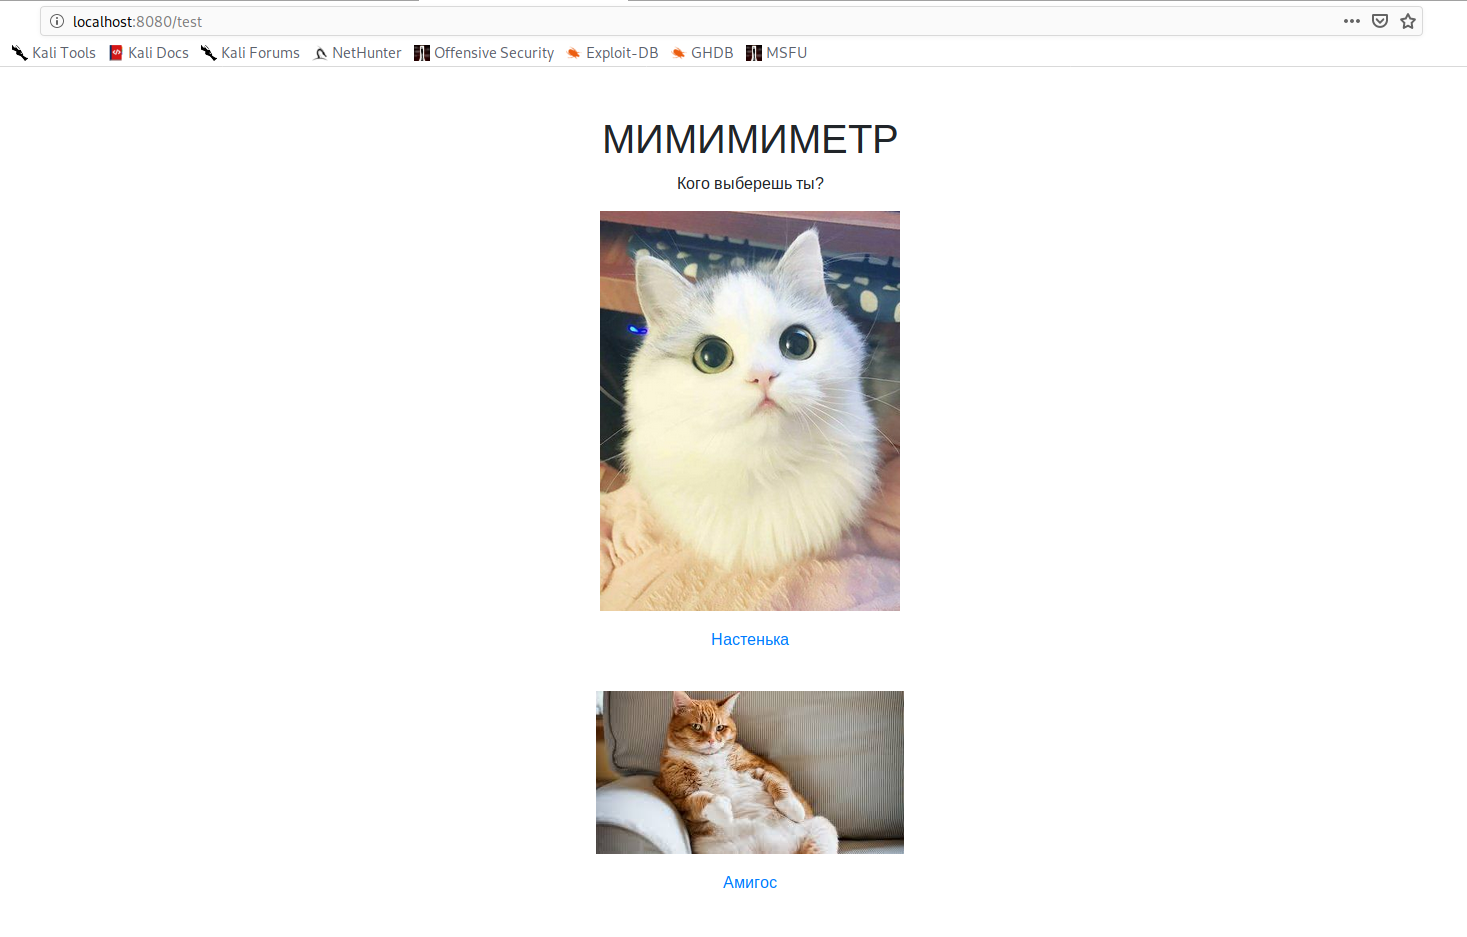 localhost:8080/test
Kali Tools Kali Docs Kali Forums NetHunter Offensive Security Exploit-DB GHDB MSFU
МИМИМИМЕТР
Кого выберешь ты?
Настенька
Амигос